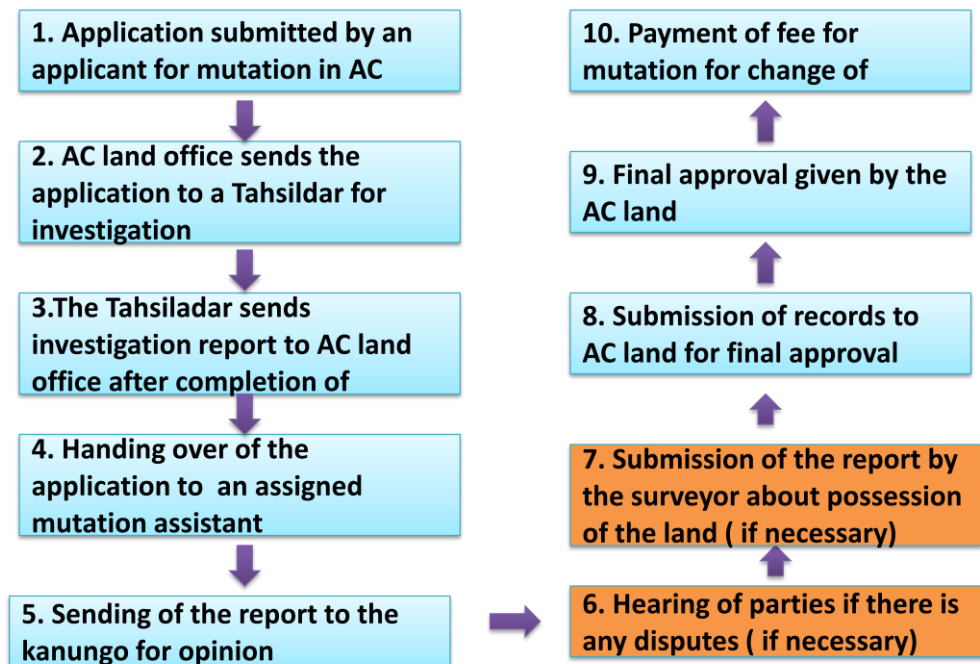 1. Application submitted by an
applicant for mutation in AC
2. AC land office sends the
application to a Tahsildar for
investigation
3.The Tahsiladar sends
investigation report to AC land
office after completion of
4. Handing over of the
application to  an assigned
mutation assistant
5. Sending of the report to the
kanungo for opinion
6. Hearing of parties if there is
any disputes ( if necessary)
7. Submission of the report by
the surveyor about possession
of the land ( if necessary)
8. Submission of records to
AC land for final approval
9. Final approval given by the
AC land
10. Payment of fee for
mutation for change of